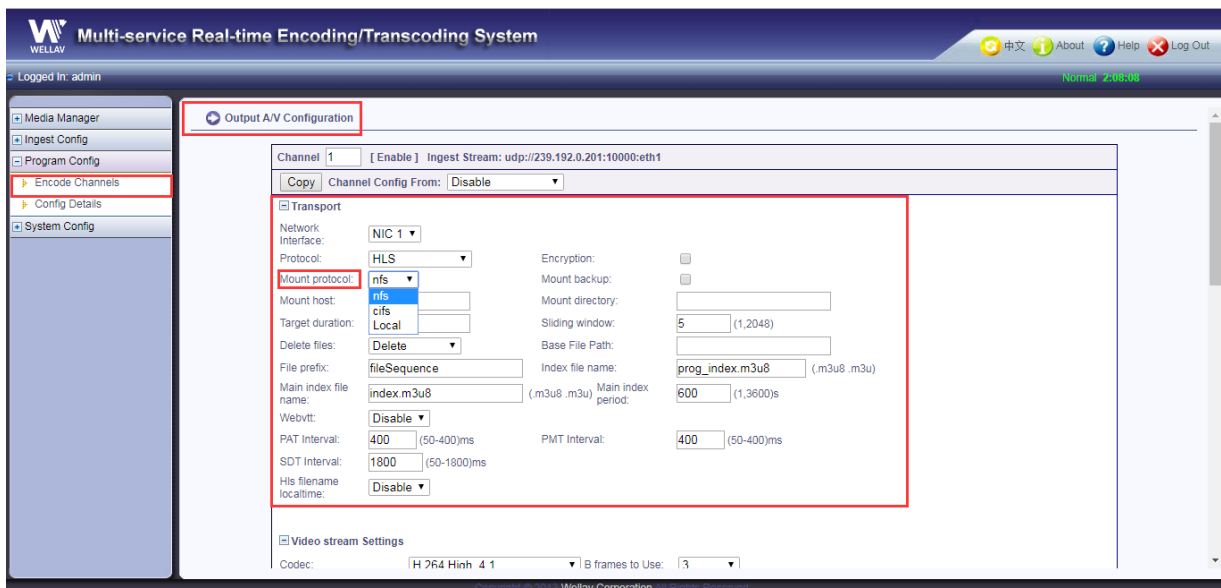 WELLAV
Multi-service Real-time Encoding/Transcoding System
中文 About Help Log Out
Logged In: admin
Normal 2:08:08
Media Manager
Ingest Config
Program Config
Encode Channels
Config Details
System Config
Output A/V Configuration
Channel 1 [ Enable ] Ingest Stream: udp://239.192.0.201:10000:eth1
Copy Channel Config From: Disable
Transport
Network Interface: NIC 1
Protocol: HLS Encryption:
Mount protocol: nfs Mount backup:
nfs
cifs
Local
Mount host: Mount directory:
Target duration: Sliding window: 5 (1,2048)
Delete files: Delete Base File Path:
File prefix: fileSequence Index file name: prog_index.m3u8 (.m3u8 .m3u)
Main index file name: index.m3u8 (.m3u8 .m3u) Main index period: 600 (1,3600)s
Webvtt: Disable
PAT Interval: 400 (50-400)ms PMT Interval: 400 (50-400)ms
SDT Interval: 1800 (50-1800)ms
Hls filename localtime: Disable
Video stream Settings
Codec: H.264 High 4.1 B frames to Use: 3
Copyright © 2012 Wellav Corporation All Rights Reserved